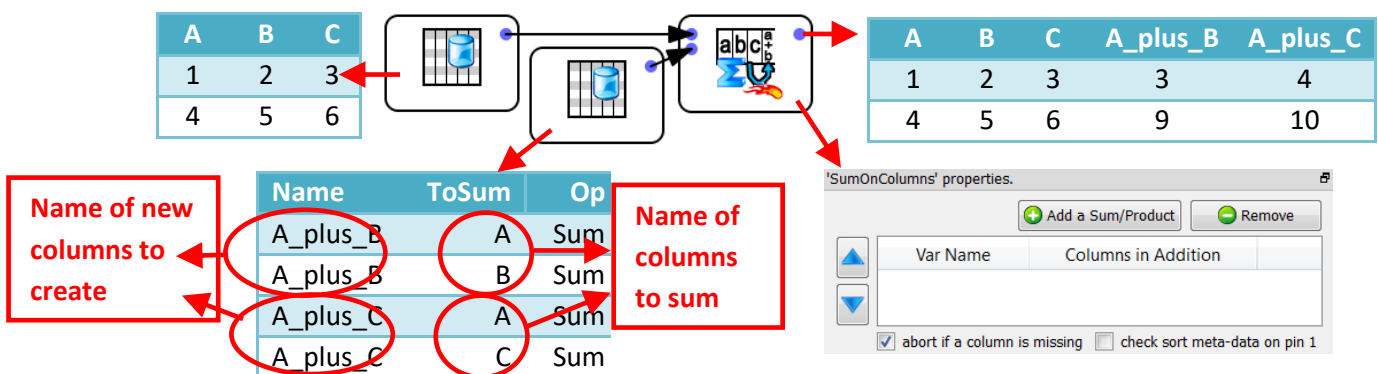 A B C
1 2 3
4 5 6
abc a+b
A B C A_plus_B A_plus_C
1 2 3 3 4
4 5 6 9 10
Name of new
columns to
create
Name ToSum Op
A_plus_B A Sum
A_plus_B B Sum
A_plus_C A Sum
A_plus_C C Sum
Name of
columns
to sum
'SumOnColumns' properties.
Add a Sum/Product Remove
Var Name Columns in Addition
abort if a column is missing check sort meta-data on pin 1